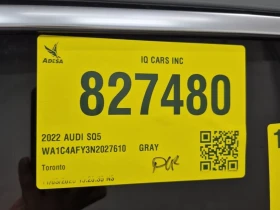 ADESA
IQ CARS INC
827480
2022 AUDI SQ5
WA1C4AFY3N2027610 GRAY
Toronto